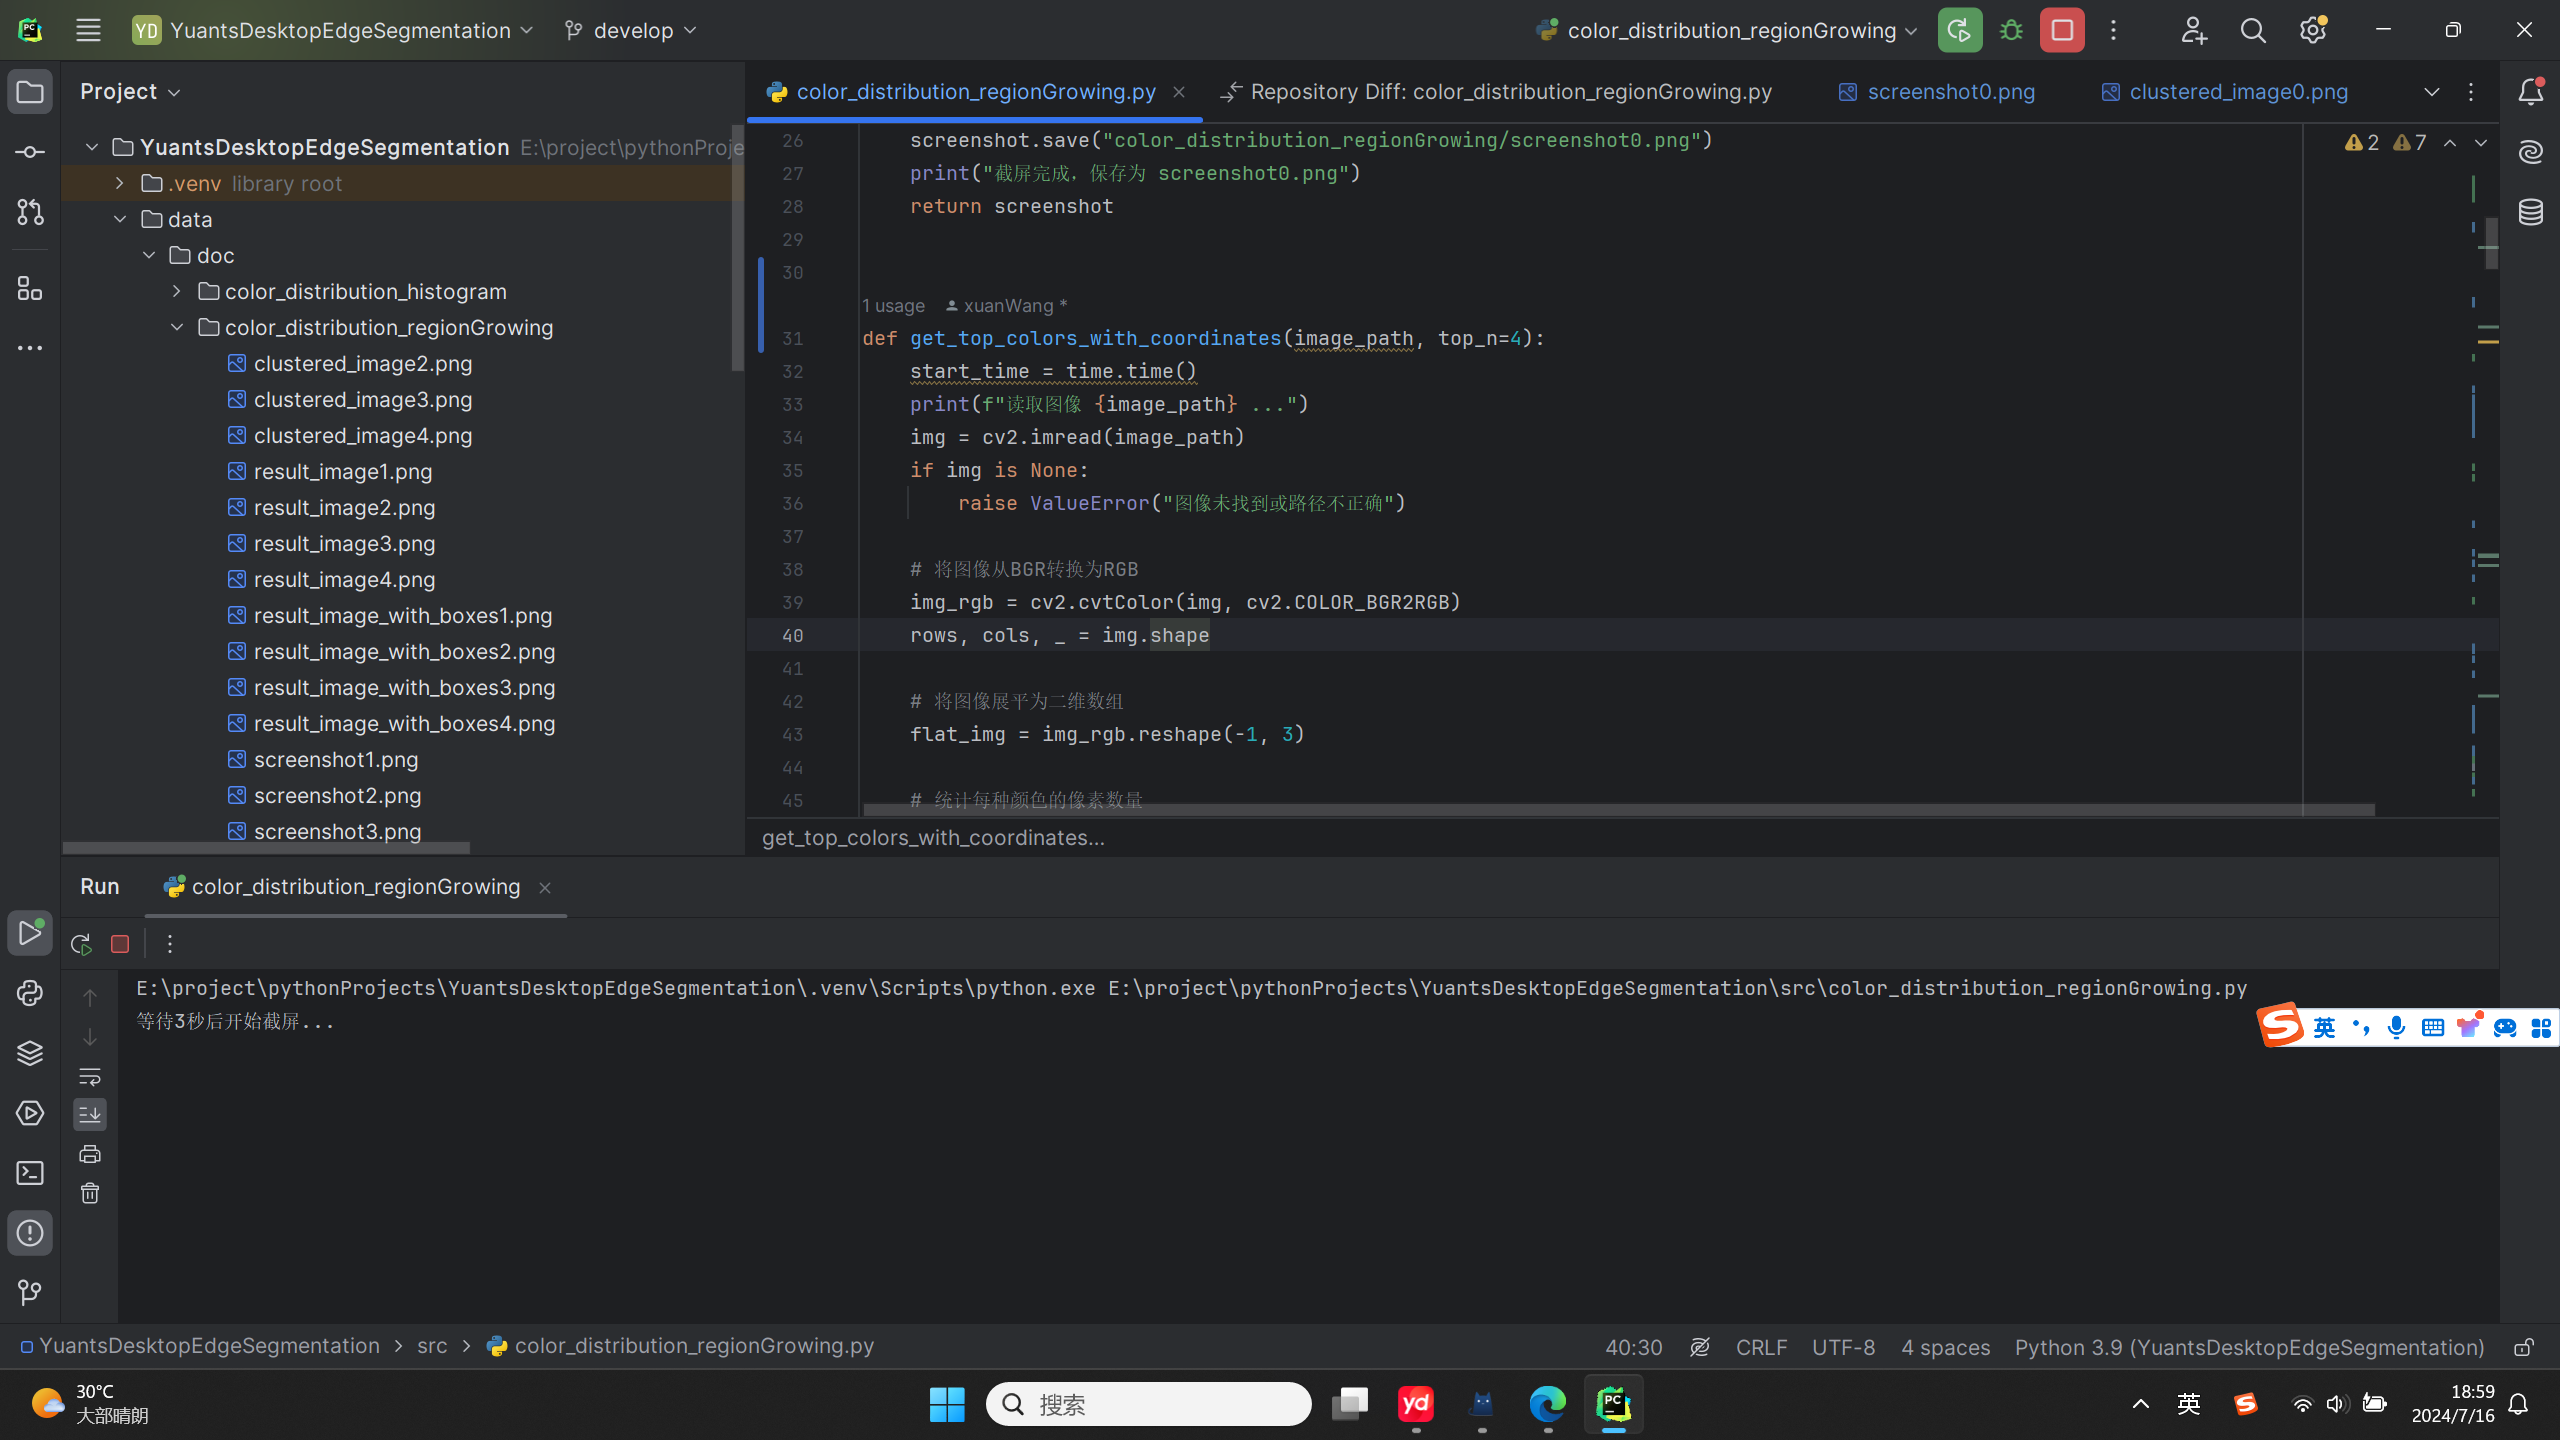 YD YuantsDesktopEdgeSegmentation develop color_distribution_regionGrowing
Project
color_distribution_regionGrowing.py Repository Diff: color_distribution_regionGrowing.py screenshot0.png clustered_image0.png
YuantsDesktopEdgeSegmentation E:\project\pythonProje
.venv library root
data
doc
color_distribution_histogram
color_distribution_regionGrowing
clustered_image2.png
clustered_image3.png
clustered_image4.png
result_image1.png
result_image2.png
result_image3.png
result_image4.png
result_image_with_boxes1.png
result_image_with_boxes2.png
result_image_with_boxes3.png
result_image_with_boxes4.png
screenshot1.png
screenshot2.png
screenshot3.png
2 7
26 screenshot.save("color_distribution_regionGrowing/screenshot0.png")
27 print("截屏完成，保存为 screenshot0.png")
28 return screenshot
29
30
1 usage xuanWang *
31 def get_top_colors_with_coordinates(image_path, top_n=4):
32 start_time = time.time()
33 print(f"读取图像 {image_path} ...")
34 img = cv2.imread(image_path)
35 if img is None:
36 raise ValueError("图像未找到或路径不正确")
37
38 # 将图像从BGR转换为RGB
39 img_rgb = cv2.cvtColor(img, cv2.COLOR_BGR2RGB)
40 rows, cols, _ = img.shape
41
42 # 将图像展平为二维数组
43 flat_img = img_rgb.reshape(-1, 3)
44
45 # 统计每种颜色的像素数量
get_top_colors_with_coordinates...
Run color_distribution_regionGrowing
E:\project\pythonProjects\YuantsDesktopEdgeSegmentation\.venv\Scripts\python.exe E:\project\pythonProjects\YuantsDesktopEdgeSegmentation\src\color_distribution_regionGrowing.py
等待3秒后开始截屏...
英
YuantsDesktopEdgeSegmentation > src > color_distribution_regionGrowing.py 40:30 CRLF UTF-8 4 spaces Python 3.9 (YuantsDesktopEdgeSegmentation)
30°C
大部晴朗
搜索
yd
PC
英
18:59
2024/7/16